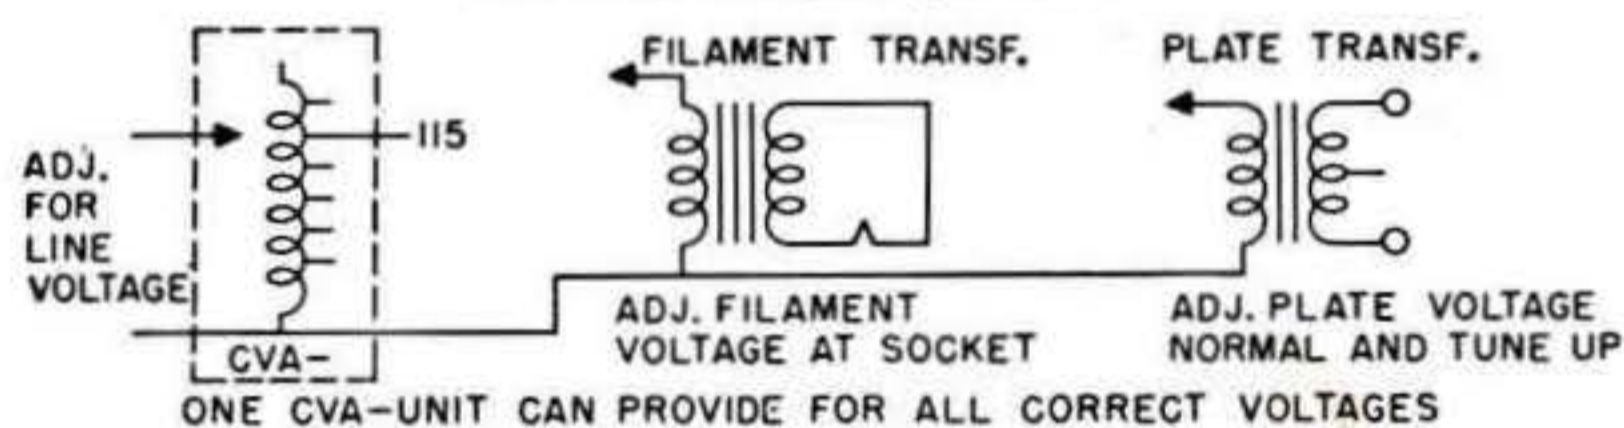 FILAMENT TRANSF.
PLATE TRANSF.
115
ADJ.
FOR
LINE
VOLTAGE
CVA-
ADJ. FILAMENT
VOLTAGE AT SOCKET
ADJ. PLATE VOLTAGE
NORMAL AND TUNE UP
ONE CVA-UNIT CAN PROVIDE FOR ALL CORRECT VOLTAGES